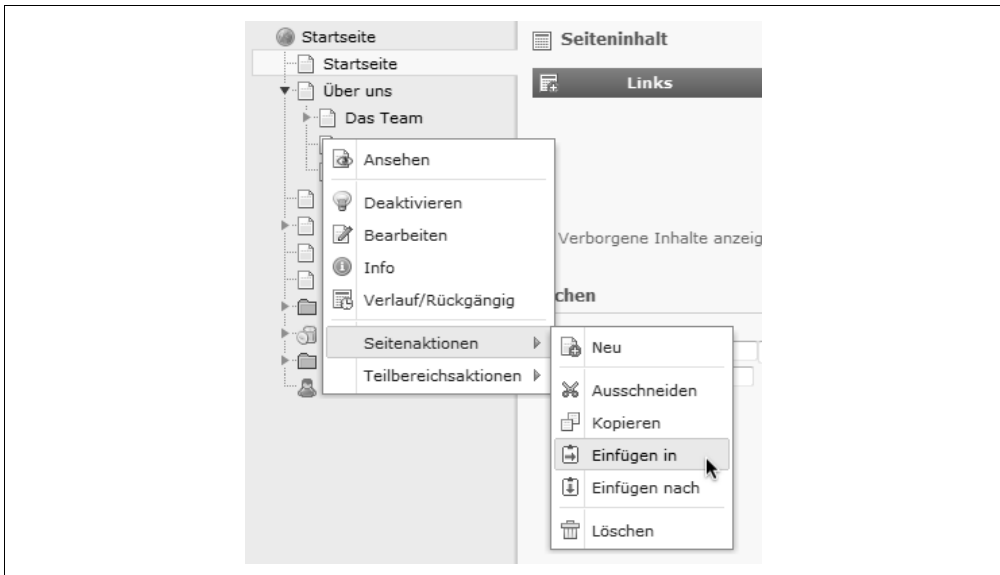 Startseite
Startseite
Über uns
Das Team
Ansehen
Deaktivieren
Bearbeiten
Info
Verlauf/Rückgängig
Seitenaktionen
Teilbereichsaktionen
Seiteninhalt
Links
Verborgene Inhalte anzeig
chen
Neu
Ausschneiden
Kopieren
Einfügen in
Einfügen nach
Löschen